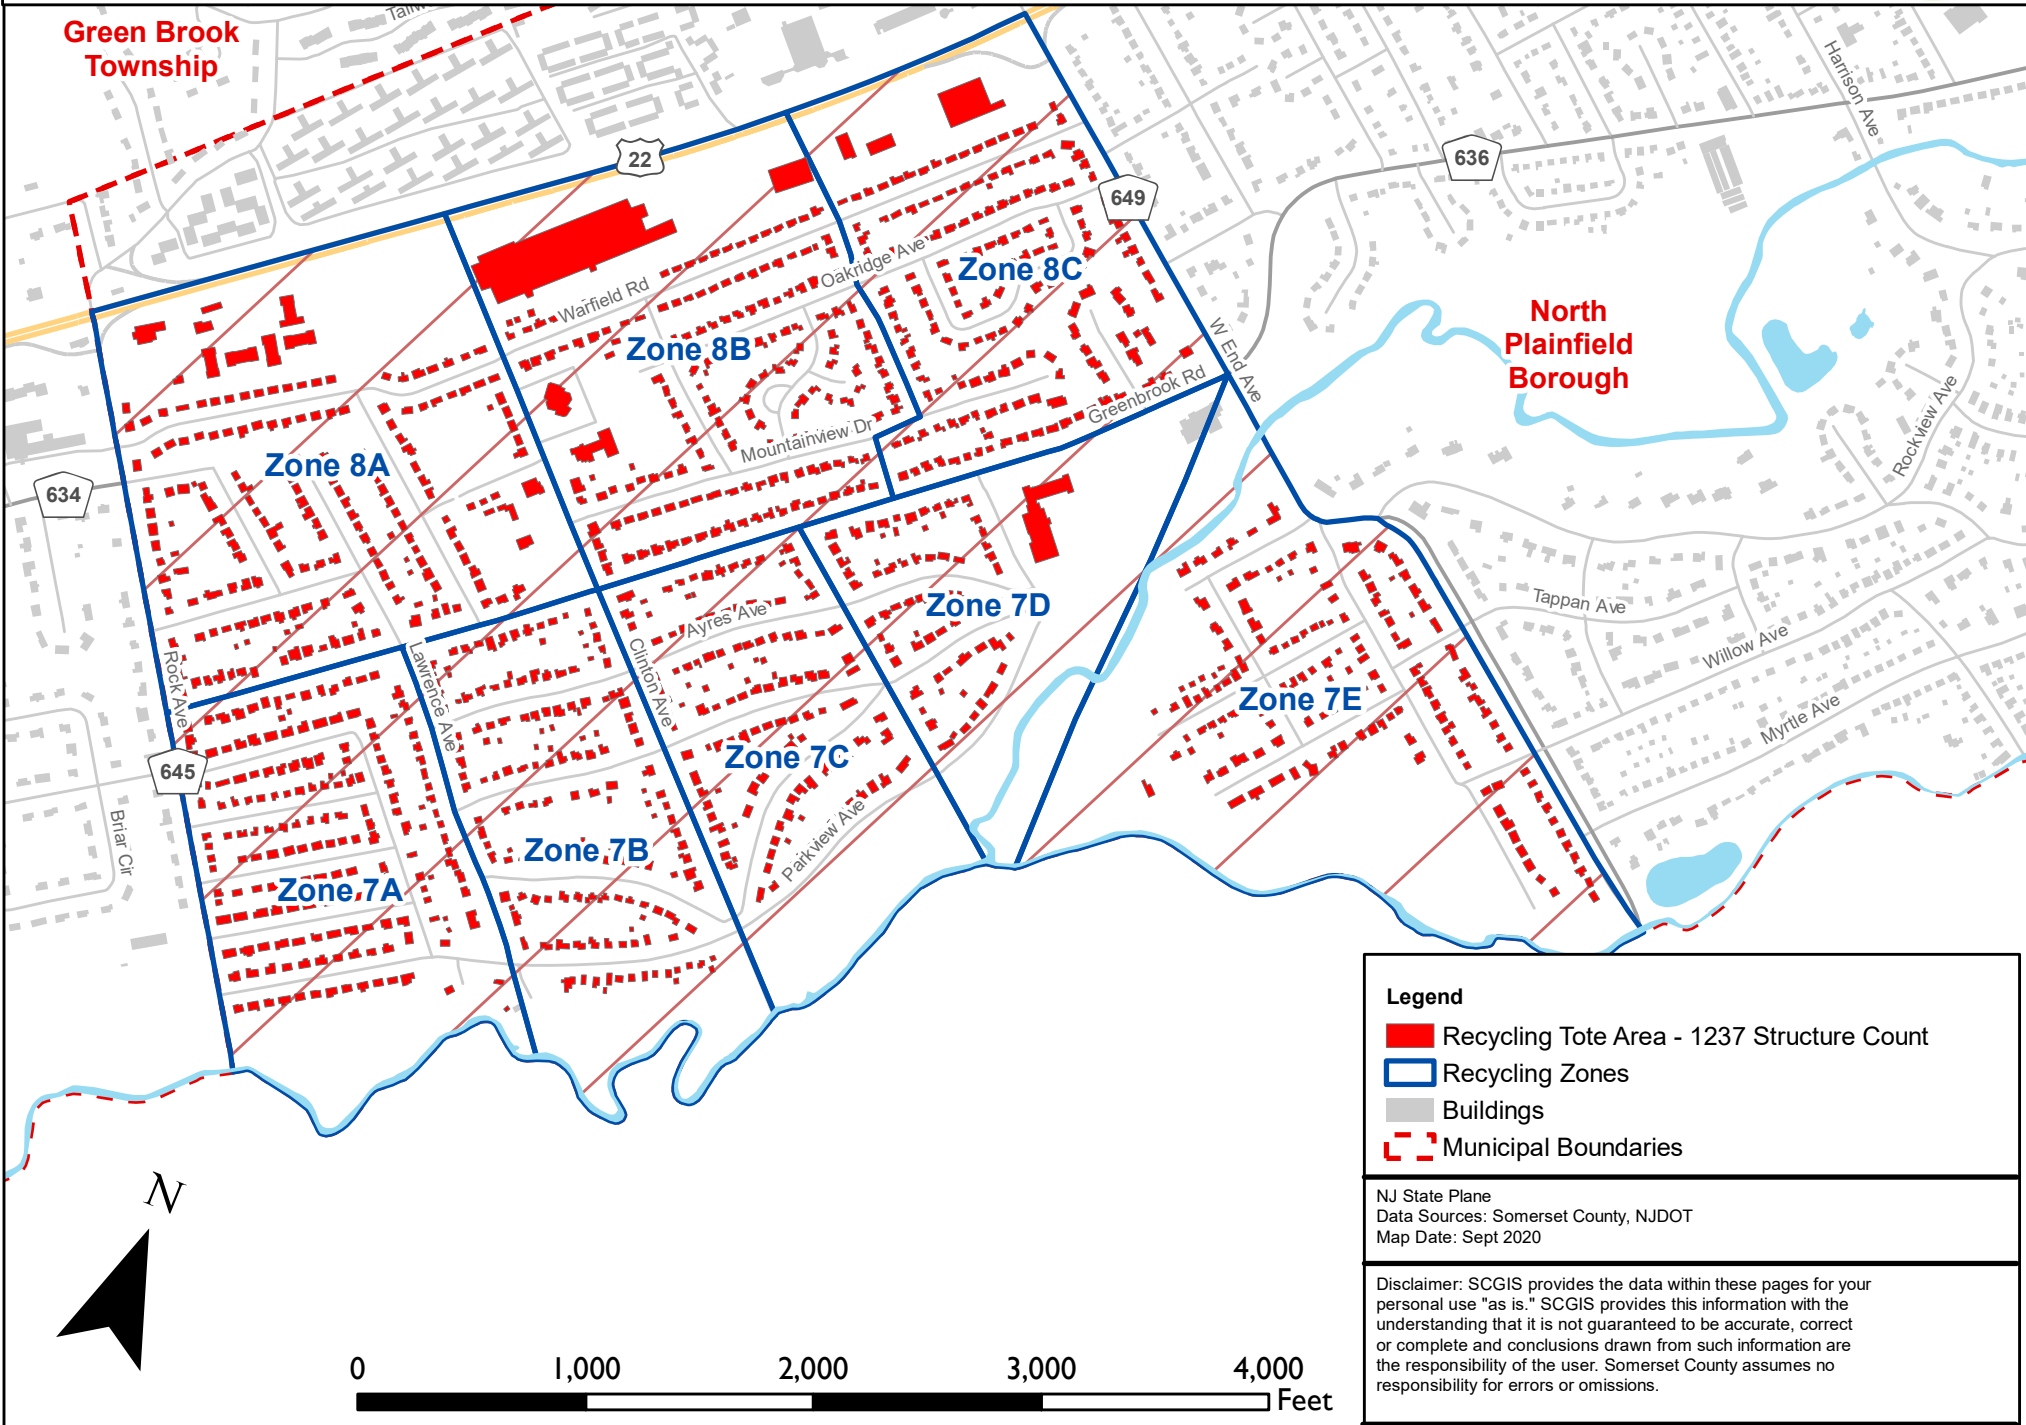 Green Brook
Township
Harrison Ave
22
636
649
Warfield Rd
Oakridge Ave
Zone 8C
W End Ave
North
Plainfield
Borough
Zone 8B
Greenbrook Rd
Mountainview Dr
Rockview Ave
Zone 8A
634
Zone 7D
Ayres Ave
Tappan Ave
Willow Ave
Clinton Ave
Lawrence Ave
Rock Ave
Zone 7E
Myrtle Ave
645
Zone 7C
Briar Cir
Zone 7B
Parkview Ave
Zone 7A
Legend
Recycling Tote Area - 1237 Structure Count
Recycling Zones
Buildings
Municipal Boundaries
NJ State Plane
Data Sources: Somerset County, NJDOT
Map Date: Sept 2020
Disclaimer: SCGIS provides the data within these pages for your
personal use "as is." SCGIS provides this information with the
understanding that it is not guaranteed to be accurate, correct
or complete and conclusions drawn from such information are
the responsibility of the user. Somerset County assumes no
responsibility for errors or omissions.
N
0 1,000 2,000 3,000 4,000
Feet